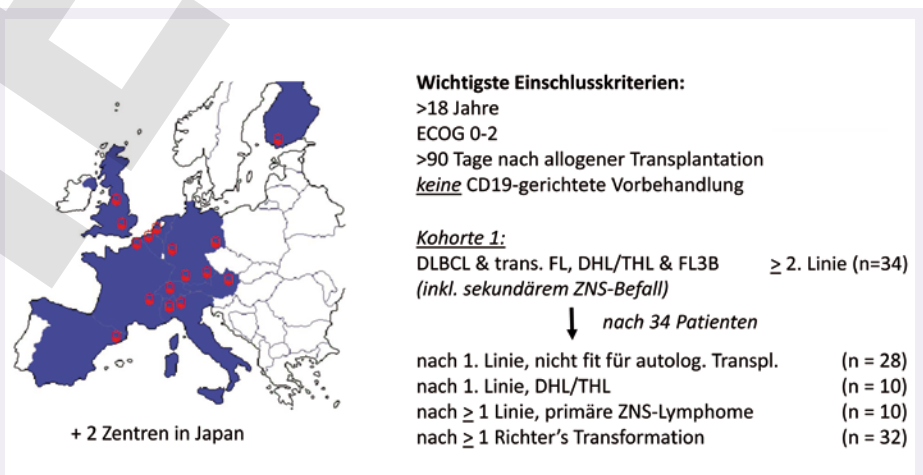 Wichtigste Einschlusskriterien:
>18 Jahre
ECOG 0-2
>90 Tage nach allogener Transplantation
keine CD19-gerichtete Vorbehandlung
Kohorte 1:
DLBCL & trans. FL, DHL/THL & FL3B ≥ 2. Linie (n=34)
(inkl. sekundärem ZNS-Befall)
nach 34 Patienten
nach 1. Linie, nicht fit für autolog. Transpl. (n = 28)
nach 1. Linie, DHL/THL (n = 10)
nach ≥ 1 Linie, primäre ZNS-Lymphome (n = 10)
nach ≥ 1 Richter's Transformation (n = 32)
+ 2 Zentren in Japan